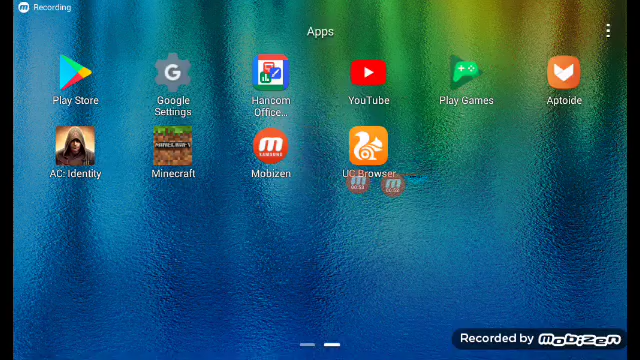 Recording
Apps
Play Store
Google
Settings
Hancom
Office...
YouTube
Play Games
Aptoide
AC: Identity
Minecraft
Mobizen
UC Browser
Recorded by Mobizen